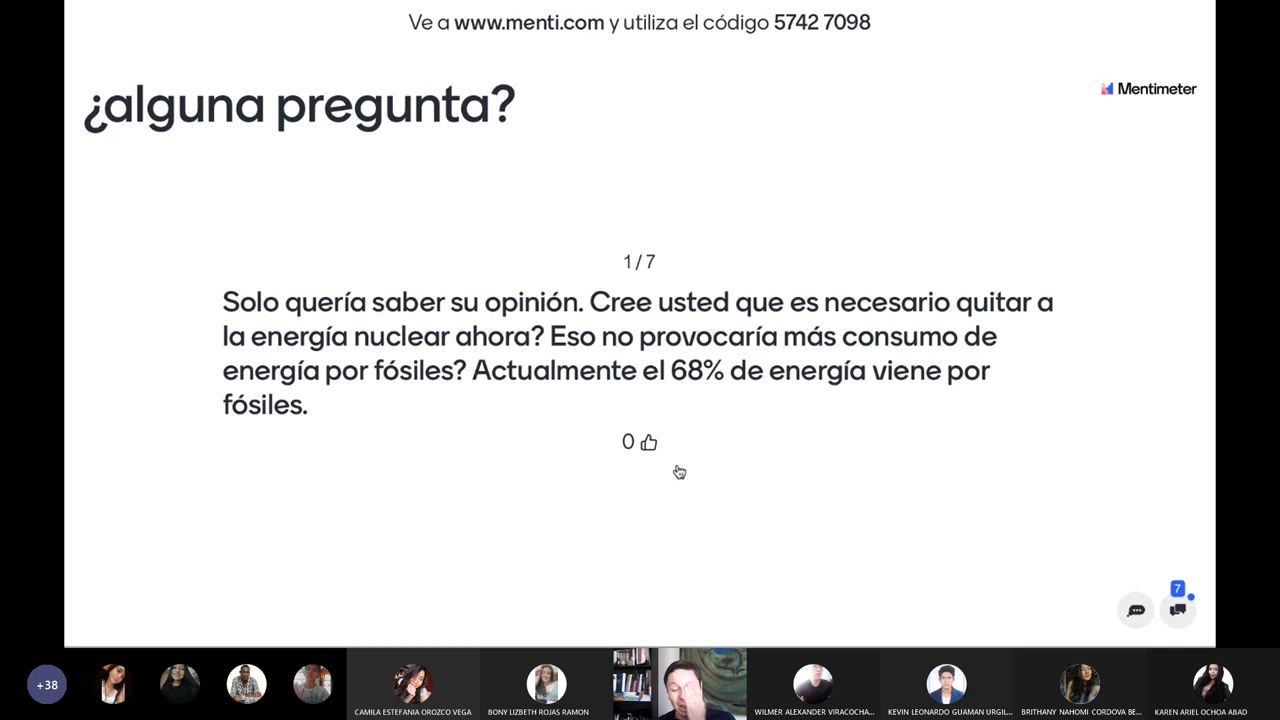 Ve a www.menti.com y utiliza el código 5742 7098
¿alguna pregunta?
Mentimeter
1 / 7
Solo quería saber su opinión. Cree usted que es necesario quitar a
la energía nuclear ahora? Eso no provocaría más consumo de
energía por fósiles? Actualmente el 68% de energía viene por
fósiles.
0
7
+38
CAMILA ESTEFANIA OROZCO VEGA
BONY LIZBETH ROJAS RAMON
WILMER ALEXANDER VIRACOCHA...
KEVIN LEONARDO GUAMAN URGIL...
BRITHANY NAHOMI CORDOVA BE...
KAREN ARIEL OCHOA ABAD